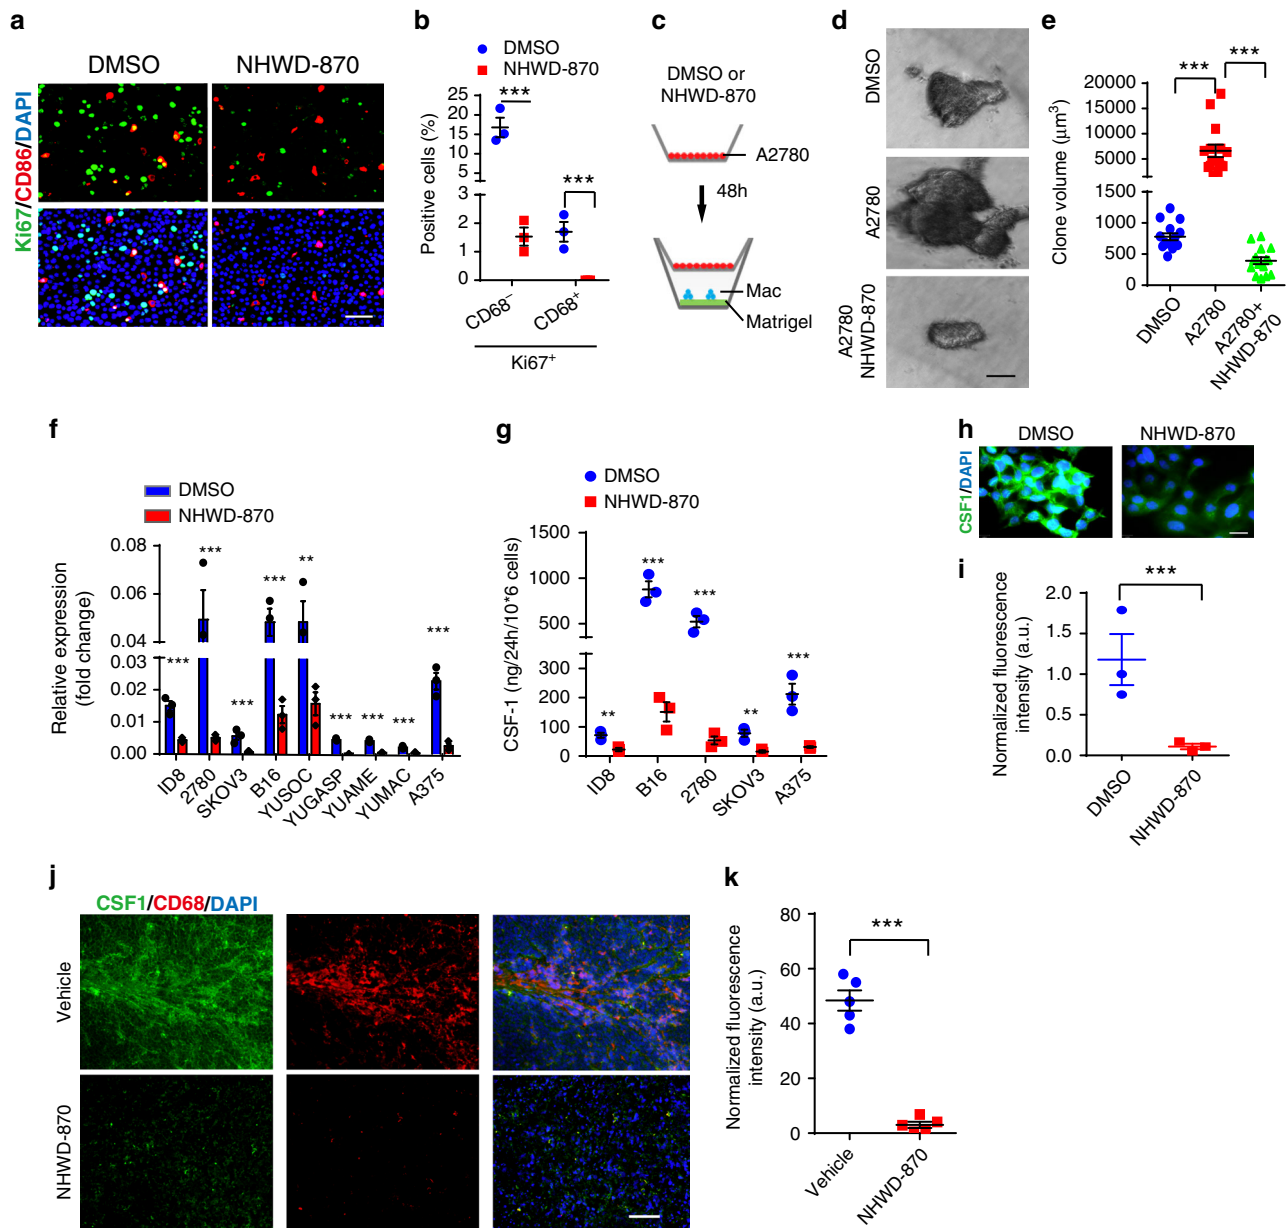 a
DMSO
NHWD-870
Ki67/CD86/DAPI
b
DMSO
NHWD-870
Positive cells (%)
25
20
15
10
5
3
2
1
0
***
***
CD68⁻
CD68⁺
Ki67⁺
c
DMSO or
NHWD-870
A2780
48h
Mac
Matrigel
d
DMSO
A2780
A2780
NHWD-870
e
Clone volume (µm³)
20000
15000
10000
5000
1500
1000
500
0
***
***
DMSO
A2780
A2780+
NHWD-870
f
DMSO
NHWD-870
Relative expression
(fold change)
0.08
0.06
0.04
0.03
0.02
0.01
0.00
***
***
***
***
**
***
***
***
***
ID8
2780
SKOV3
B16
YUSOC
YUGASP
YUAME
YUMAC
A375
g
DMSO
NHWD-870
CSF-1 (ng/24h/10*6 cells)
1500
1000
500
300
200
100
0
**
***
***
**
***
ID8
B16
2780
SKOV3
A375
h
DMSO
NHWD-870
CSF1/DAPI
i
Normalized fluorescence
intensity (a.u.)
2.0
1.5
1.0
0.5
0.0
***
DMSO
NHWD-870
j
CSF1/CD68/DAPI
Vehicle
NHWD-870
k
Normalized fluorescence
intensity (a.u.)
80
60
40
20
0
***
Vehicle
NHWD-870